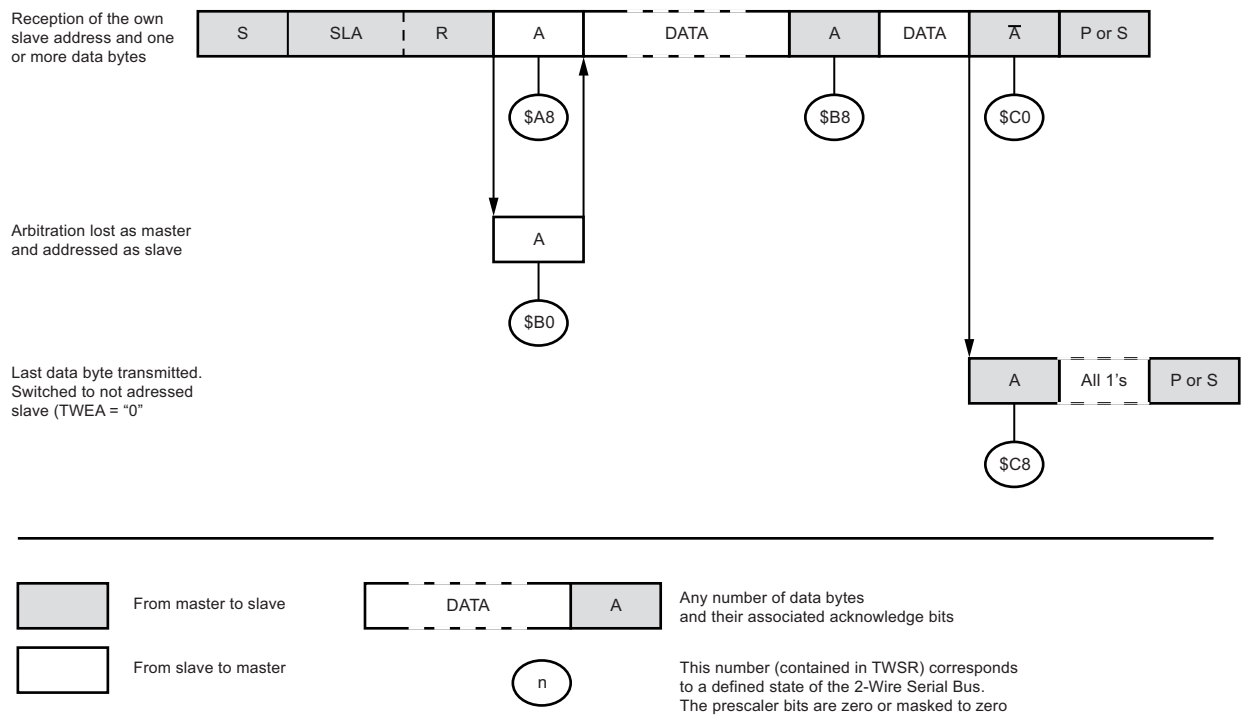 Reception of the own
slave address and one
or more data bytes
S SLA R A DATA A DATA A̅ P or S
$A8 $B8 $C0
Arbitration lost as master
and addressed as slave
A
$B0
Last data byte transmitted.
Switched to not adressed
slave (TWEA = “0”
A All 1's P or S
$C8
From master to slave
DATA A
Any number of data bytes
and their associated acknowledge bits
From slave to master
n
This number (contained in TWSR) corresponds
to a defined state of the 2-Wire Serial Bus.
The prescaler bits are zero or masked to zero